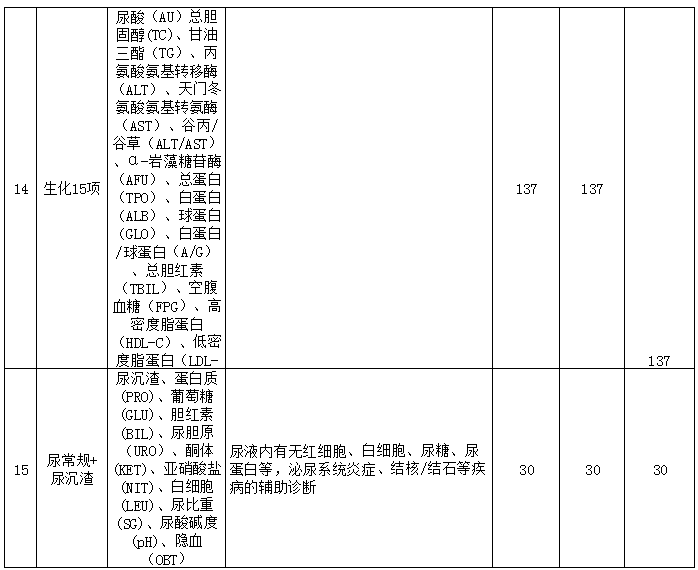 14
生化15项
尿酸（AU）总胆
固醇(TC)、甘油
三酯（TG）、丙
氨酸氨基转移酶
（ALT）、天门冬
氨酸氨基转氨酶
（AST）、谷丙/
谷草（ALT/AST）
、α-岩藻糖苷酶
（AFU）、总蛋白
（TPO）、白蛋白
（ALB）、球蛋白
（GLO）、白蛋白
/球蛋白（A/G）
、总胆红素
（TBIL）、空腹
血糖（FPG）、高
密度脂蛋白
（HDL-C）、低密
度脂蛋白（LDL-
137
137
137
15
尿常规+
尿沉渣
尿沉渣、蛋白质
(PRO)、葡萄糖
(GLU)、胆红素
(BIL)、尿胆原
（URO）、酮体
(KET)、亚硝酸盐
(NIT)、白细胞
(LEU)、尿比重
(SG)、尿酸碱度
(pH)、隐血
（OBT）
尿液内有无红细胞、白细胞、尿糖、尿
蛋白等，泌尿系统炎症、结核/结石等疾
病的辅助诊断
30
30
30